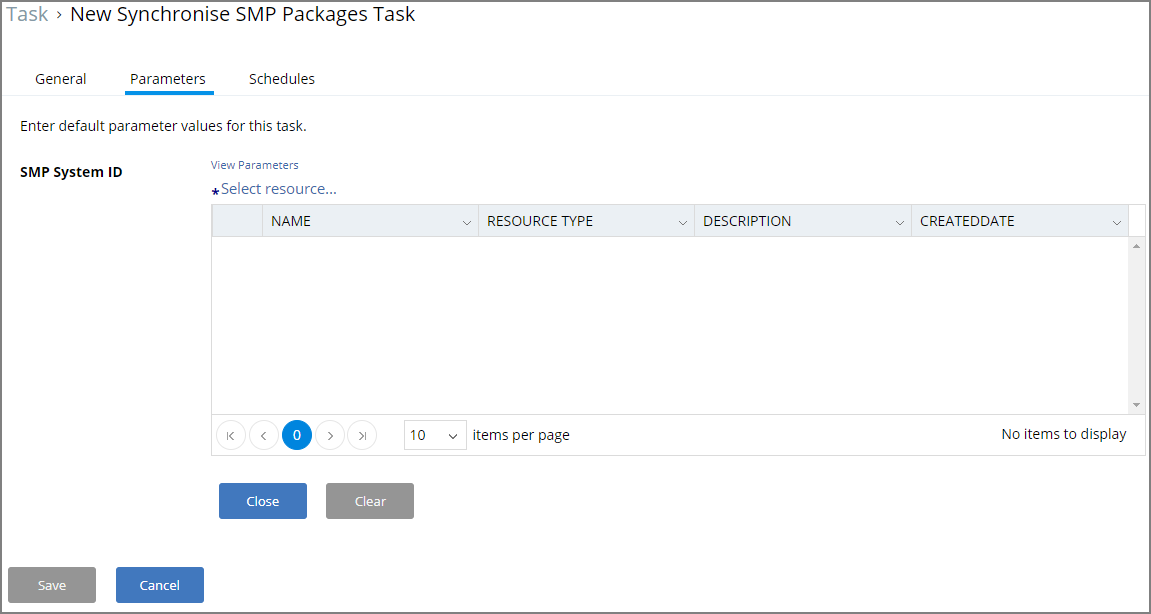 Task › New Synchronise SMP Packages Task
General Parameters Schedules
Enter default parameter values for this task.
SMP System ID
View Parameters
*Select resource...
NAME RESOURCE TYPE DESCRIPTION CREATEDDATE
0 10 items per page No items to display
Close Clear
Save Cancel